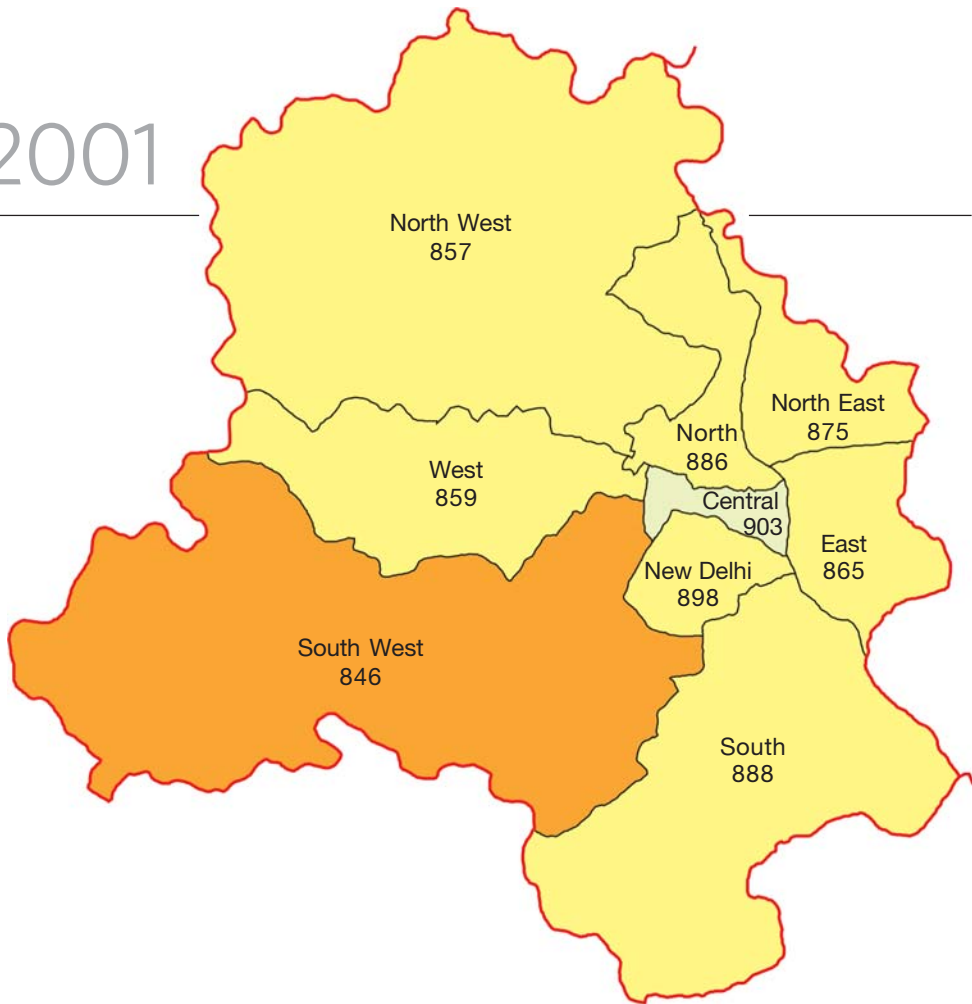 2001
North West
857
North East
875
North
886
West
859
Central
903
East
865
New Delhi
898
South West
846
South
888